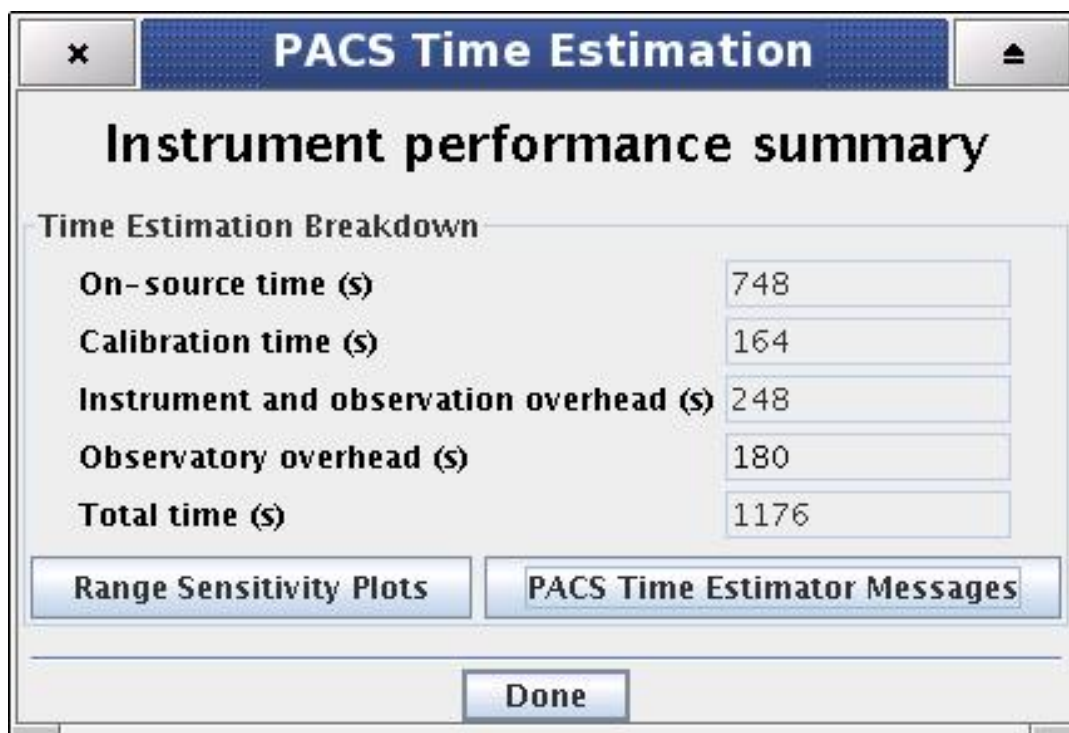 PACS Time Estimation
Instrument performance summary
Time Estimation Breakdown
On-source time (s) 748
Calibration time (s) 164
Instrument and observation overhead (s) 248
Observatory overhead (s) 180
Total time (s) 1176
Range Sensitivity Plots PACS Time Estimator Messages
Done